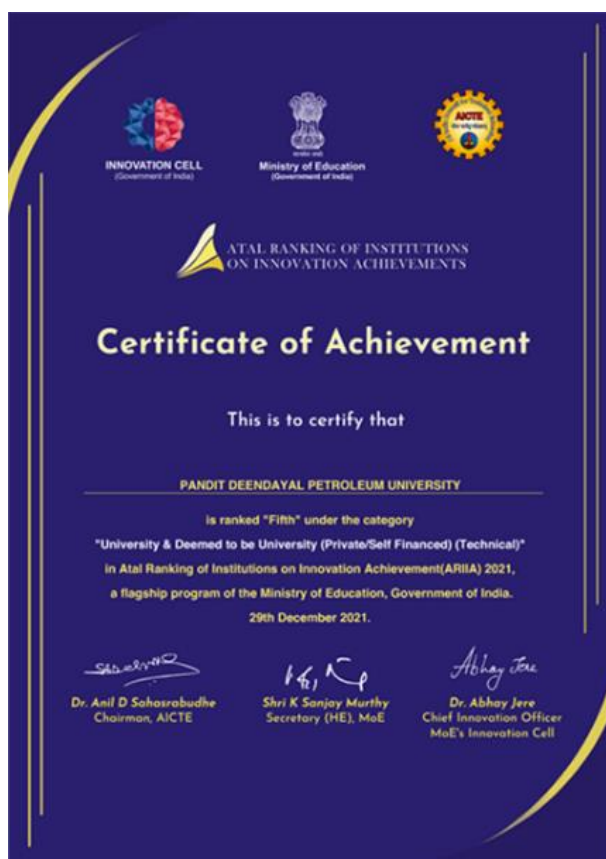 INNOVATION CELL
(Government of India)
Ministry of Education
(Government of India)
AICTE
ATAL RANKING OF INSTITUTIONS
ON INNOVATION ACHIEVEMENTS
Certificate of Achievement
This is to certify that
PANDIT DEENDAYAL PETROLEUM UNIVERSITY
is ranked "Fifth" under the category
"University & Deemed to be University (Private/Self Financed) (Technical)"
in Atal Ranking of Institutions on Innovation Achievement(ARIIA) 2021,
a flagship program of the Ministry of Education, Government of India.
29th December 2021.
Abhay Jere
Dr. Anil D Sahasrabudhe
Chairman, AICTE
Shri K Sanjay Murthy
Secretary (HE), MoE
Dr. Abhay Jere
Chief Innovation Officer
MoE's Innovation Cell